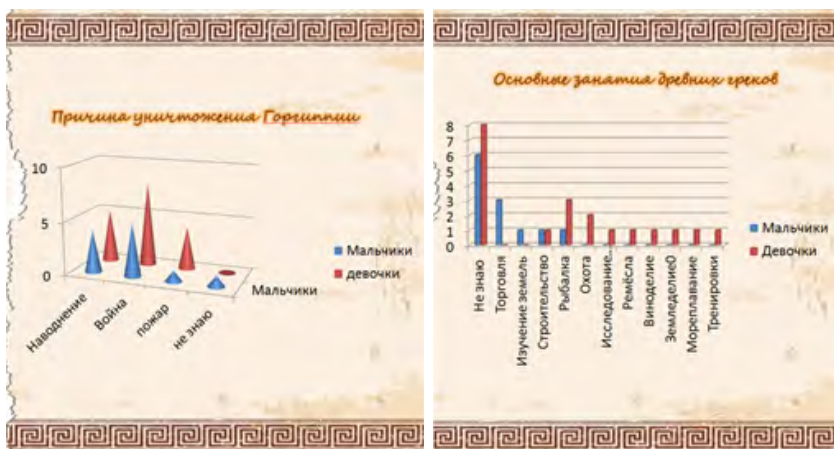 Причина уничтожения Горгиппии
10
5
0
Наводнение
Война
пожар
не знаю
Мальчики
Мальчики
девочки
Основные занятия древних греков
8
7
6
5
4
3
2
1
0
Не знаю
Торговля
Изучение земель
Строительство
Рыбалка
Охота
Исследование...
Ремёсла
Виноделие
Земледелие0
Мореплавание
Тренировки
Мальчики
Девочки